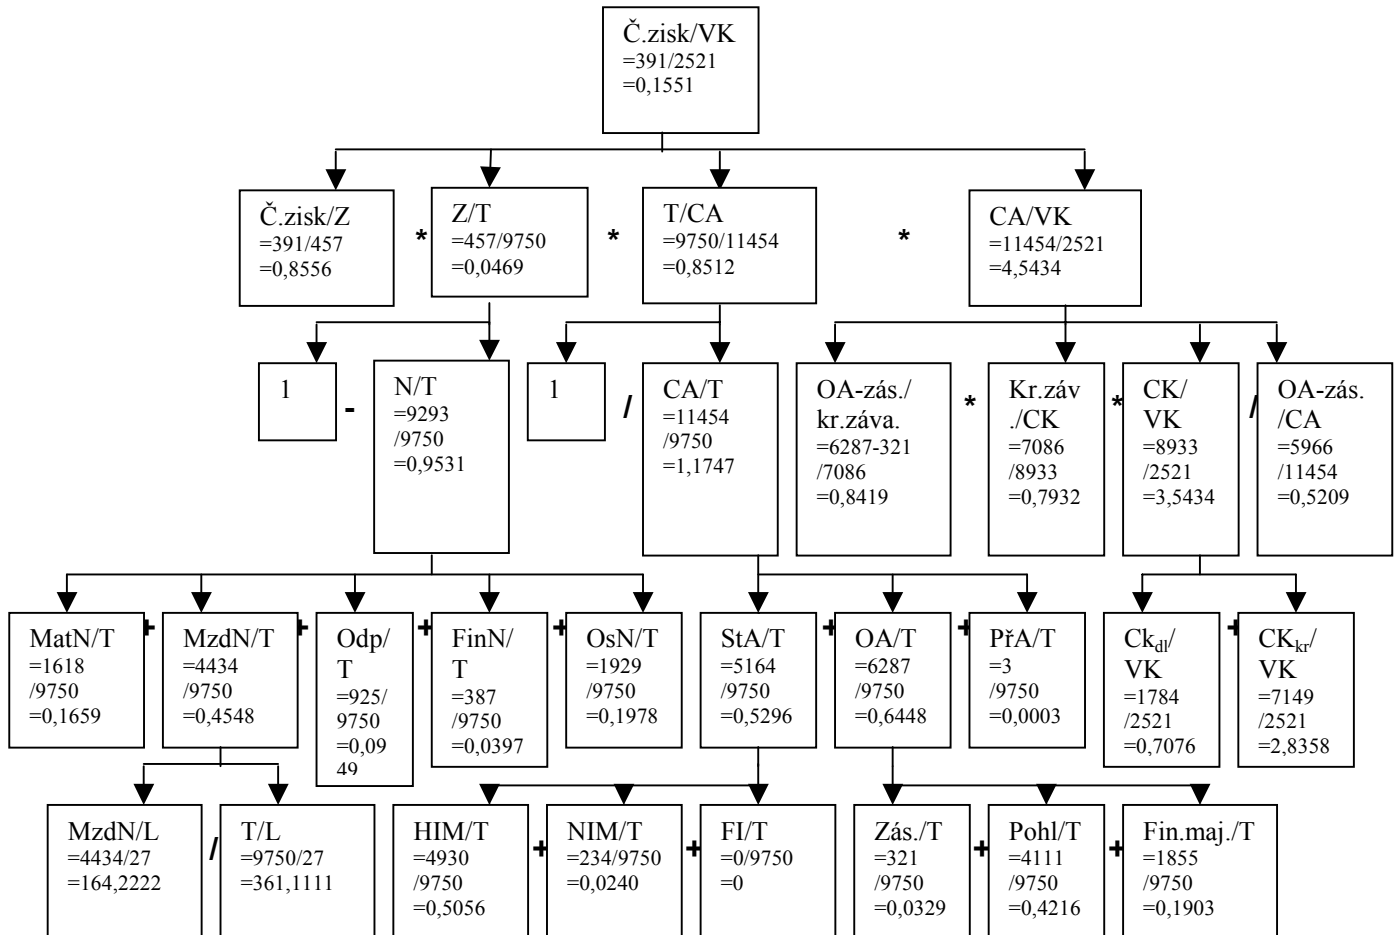 Č.zisk/VK
=391/2521
=0,1551
Č.zisk/Z
=391/457
=0,8556
*
Z/T
=457/9750
=0,0469
*
T/CA
=9750/11454
=0,8512
*
CA/VK
=11454/2521
=4,5434
1
-
N/T
=9293
/9750
=0,9531
1
/
CA/T
=11454
/9750
=1,1747
OA-zás./
kr.záva.
=6287-321
/7086
=0,8419
*
Kr.záv
./CK
=7086
/8933
=0,7932
*
CK/
VK
=8933
/2521
=3,5434
/
OA-zás.
/CA
=5966
/11454
=0,5209
MatN/T
=1618
/9750
=0,1659
+
MzdN/T
=4434
/9750
=0,4548
+
Odp/
T
=925/
9750
=0,09
49
+
FinN/
T
=387
/9750
=0,0397
+
OsN/T
=1929
/9750
=0,1978
StA/T
=5164
/9750
=0,5296
+
OA/T
=6287
/9750
=0,6448
+
PřA/T
=3
/9750
=0,0003
Ckdl/
VK
=1784
/2521
=0,7076
+
CKkr/
VK
=7149
/2521
=2,8358
MzdN/L
=4434/27
=164,2222
/
T/L
=9750/27
=361,1111
HIM/T
=4930
/9750
=0,5056
+
NIM/T
=234/9750
=0,0240
+
FI/T
=0/9750
=0
Zás./T
=321
/9750
=0,0329
+
Pohl/T
=4111
/9750
=0,4216
+
Fin.maj./T
=1855
/9750
=0,1903